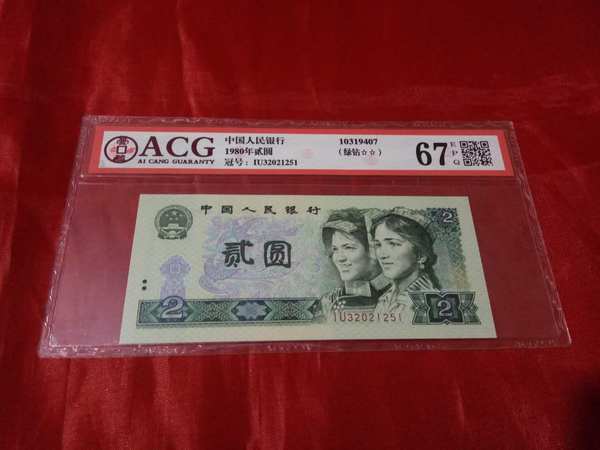 ACG
AI CANG GUARANTY
中国人民银行
1980年贰圆
冠号: IU32021251
10319407
(绿钻☆☆)
67
EPQ
中国人民银行
贰圆
2
2
2
IU32021251